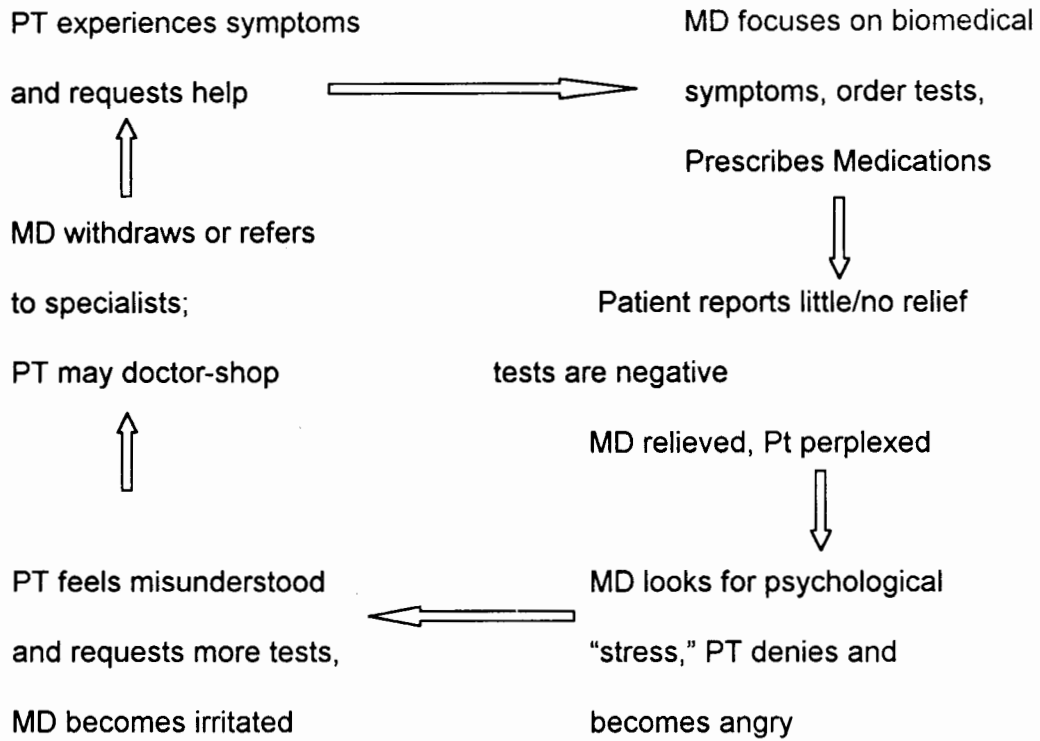 PT experiences symptoms
and requests help
MD focuses on biomedical
symptoms, order tests,
Prescribes Medications
Patient reports little/no relief
tests are negative
MD relieved, Pt perplexed
MD looks for psychological
“stress,” PT denies and
becomes angry
PT feels misunderstood
and requests more tests,
MD becomes irritated
MD withdraws or refers
to specialists;
PT may doctor-shop